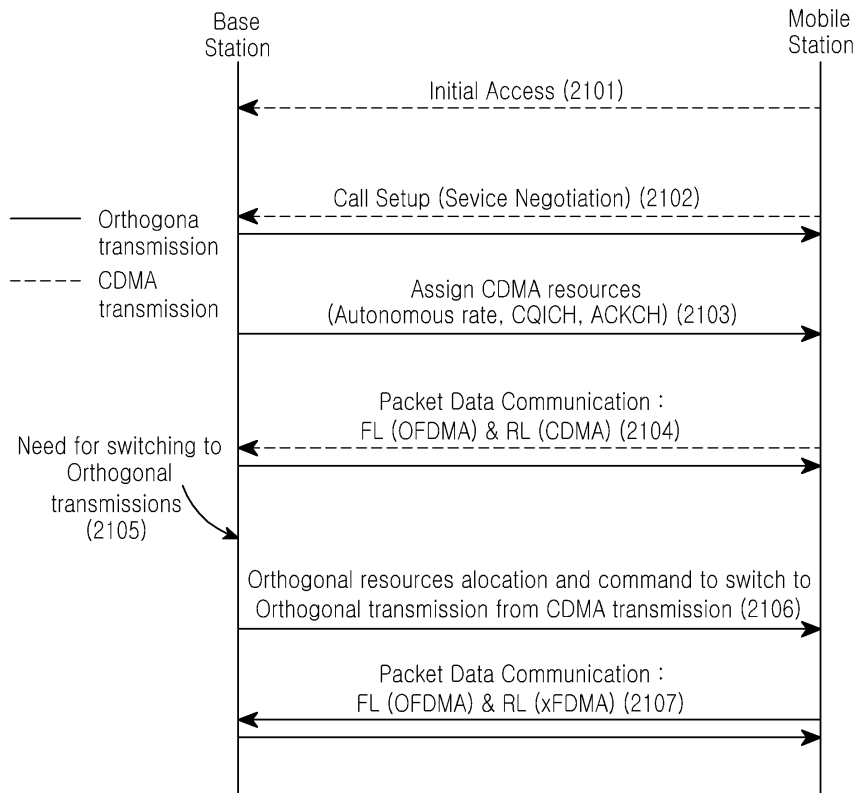 Base
Station
Mobile
Station
Initial Access (2101)
Call Setup (Sevice Negotiation) (2102)
Orthogona
transmission
CDMA
transmission
Assign CDMA resources
(Autonomous rate, CQICH, ACKCH) (2103)
Packet Data Communication :
FL (OFDMA) & RL (CDMA) (2104)
Need for switching to
Orthogonal
transmissions
(2105)
Orthogonal resources alocation and command to switch to
Orthogonal transmission from CDMA transmission (2106)
Packet Data Communication :
FL (OFDMA) & RL (xFDMA) (2107)